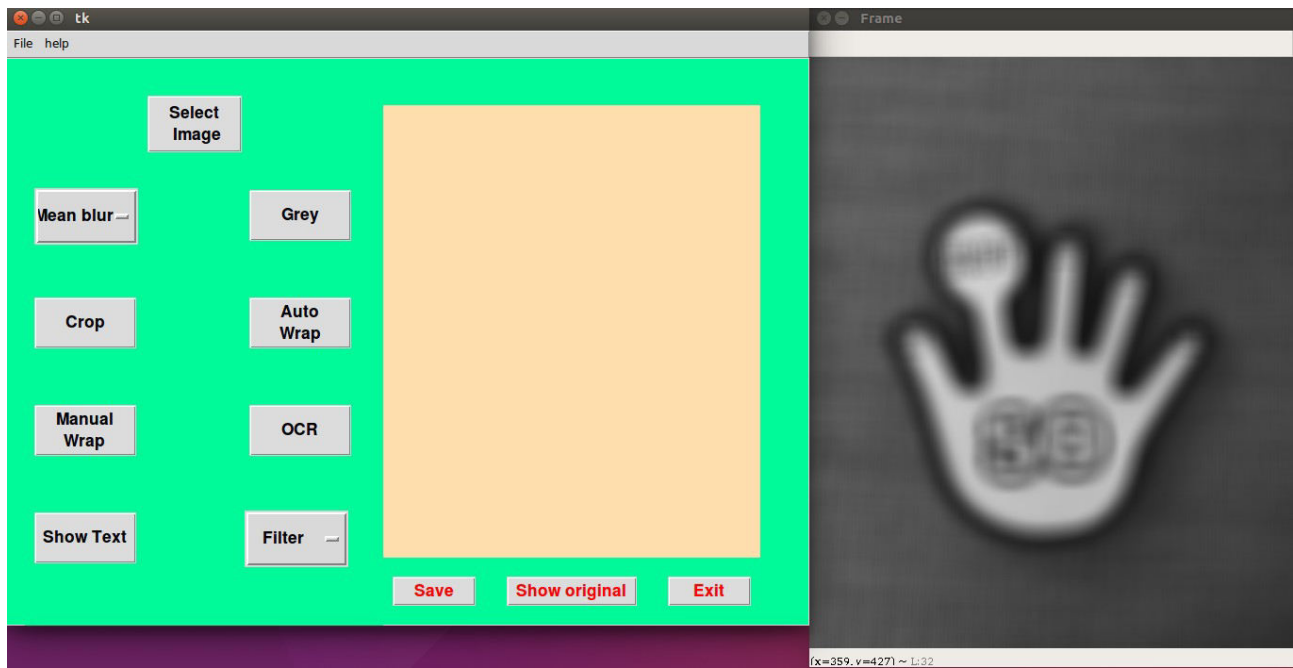 tk
Frame
File help
Select
Image
Mean blur
Grey
Crop
Auto
Wrap
Manual
Wrap
OCR
Show Text
Filter
Save
Show original
Exit
(x=359, y=427) ~ L:32